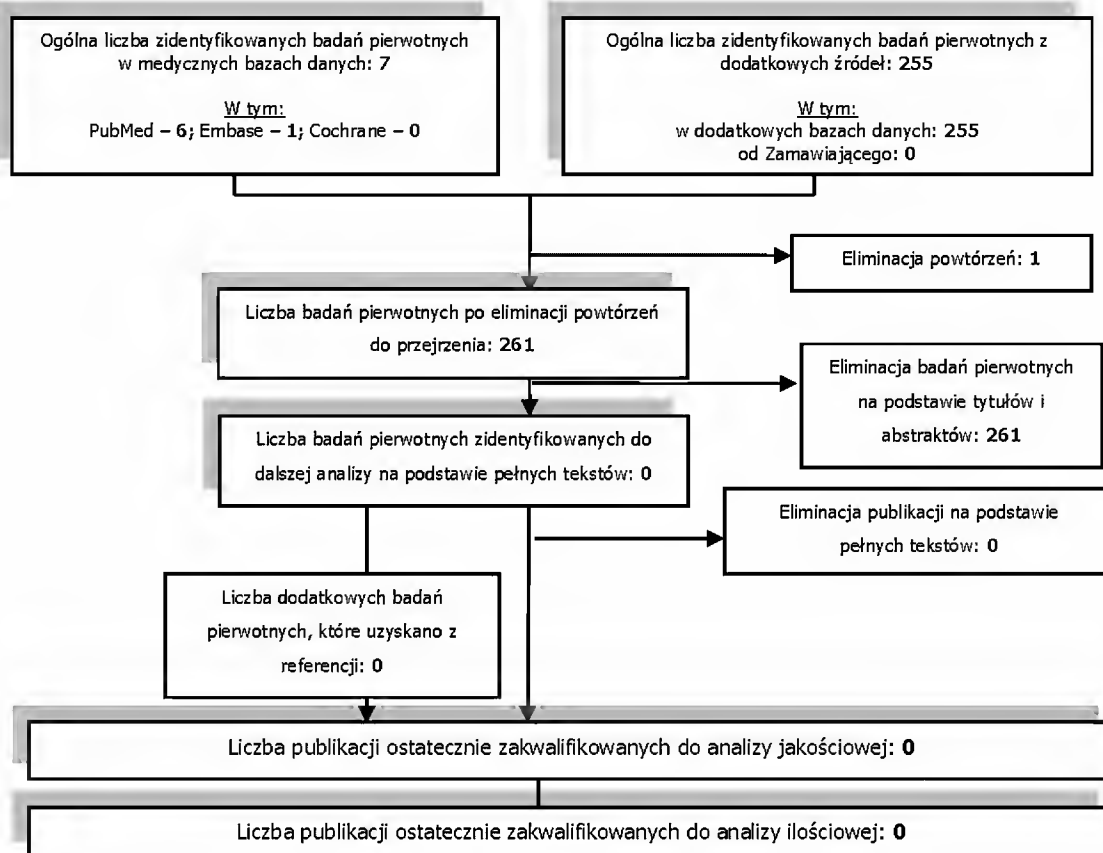 Ogólna liczba zidentyfikowanych badań pierwotnych
w medycznych bazach danych: 7
W tym:
PubMed – 6; Embase – 1; Cochrane – 0
Ogólna liczba zidentyfikowanych badań pierwotnych z
dodatkowych źródeł: 255
W tym:
w dodatkowych bazach danych: 255
od Zamawiającego: 0
Eliminacja powtórzeń: 1
Liczba badań pierwotnych po eliminacji powtórzeń
do przejrzenia: 261
Eliminacja badań pierwotnych
na podstawie tytułów i
abstraktów: 261
Liczba badań pierwotnych zidentyfikowanych do
dalszej analizy na podstawie pełnych tekstów: 0
Eliminacja publikacji na podstawie
pełnych tekstów: 0
Liczba dodatkowych badań
pierwotnych, które uzyskano z
referencji: 0
Liczba publikacji ostatecznie zakwalifikowanych do analizy jakościowej: 0
Liczba publikacji ostatecznie zakwalifikowanych do analizy ilościowej: 0